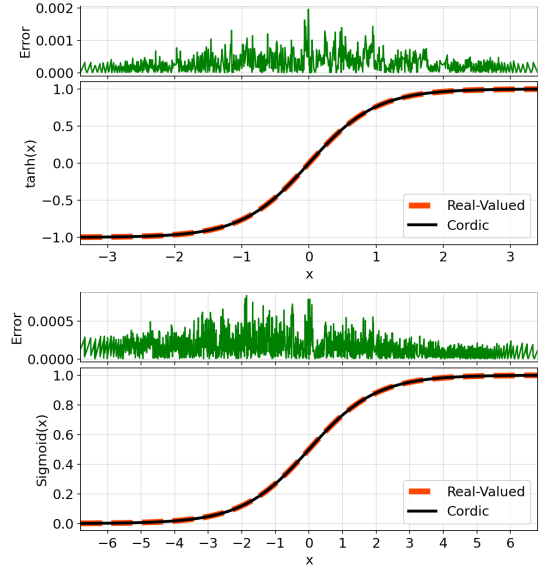 0.002
0.001
0.000
Error
1.0
0.5
0.0
−0.5
−1.0
tanh(x)
Real-Valued
Cordic
−3 −2 −1 0 1 2 3
x
0.0005
0.0000
Error
1.0
0.8
0.6
0.4
0.2
0.0
Sigmoid(x)
Real-Valued
Cordic
−6 −5 −4 −3 −2 −1 0 1 2 3 4 5 6
x